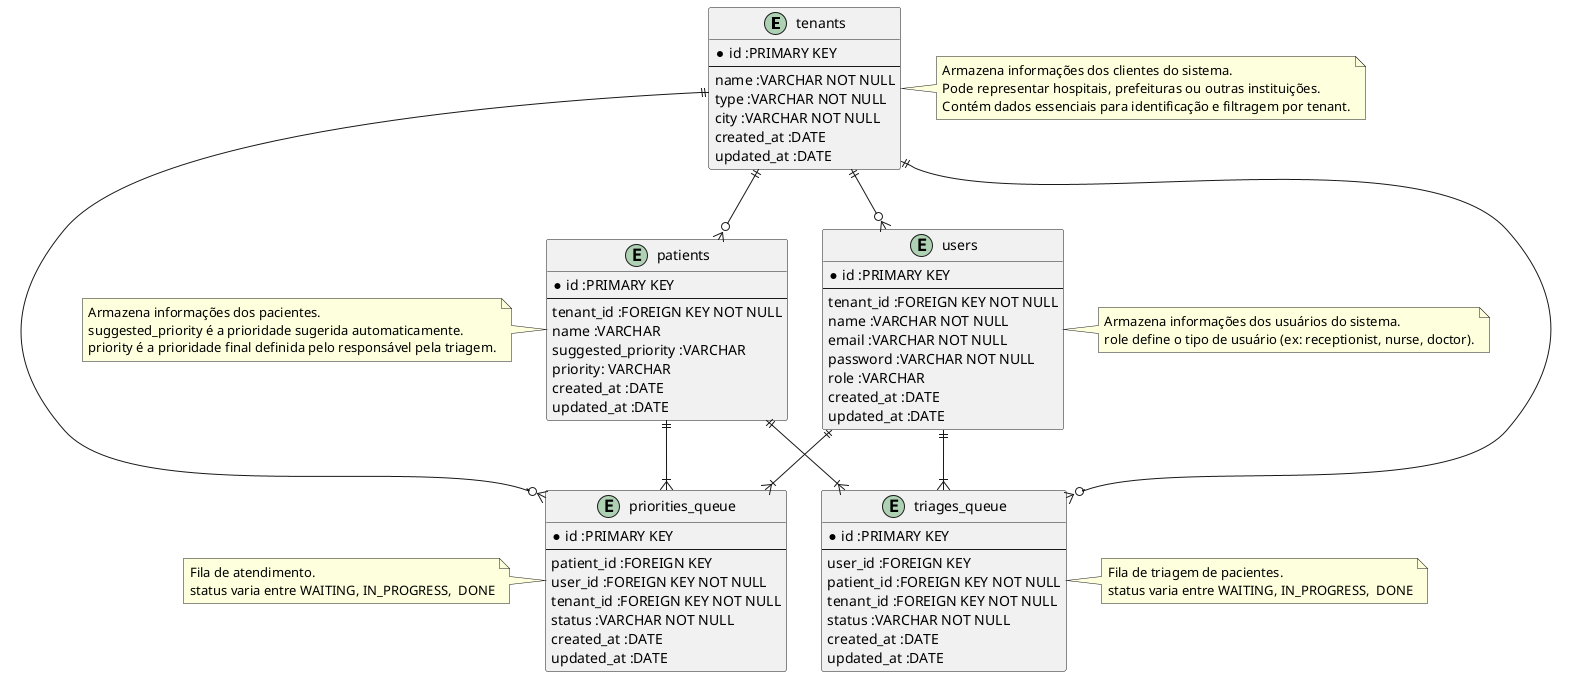 E tenants
* id :PRIMARY KEY
name :VARCHAR NOT NULL
type :VARCHAR NOT NULL
city :VARCHAR NOT NULL
created_at :DATE
updated_at :DATE
Armazena informações dos clientes do sistema.
Pode representar hospitais, prefeituras ou outras instituições.
Contém dados essenciais para identificação e filtragem por tenant.
Armazena informações dos pacientes.
suggested_priority é a prioridade sugerida automaticamente.
priority é a prioridade final definida pelo responsável pela triagem.
E patients
* id :PRIMARY KEY
tenant_id :FOREIGN KEY NOT NULL
name :VARCHAR
suggested_priority :VARCHAR
priority: VARCHAR
created_at :DATE
updated_at :DATE
E users
* id :PRIMARY KEY
tenant_id :FOREIGN KEY NOT NULL
name :VARCHAR NOT NULL
email :VARCHAR NOT NULL
password :VARCHAR NOT NULL
role :VARCHAR
created_at :DATE
updated_at :DATE
Armazena informações dos usuários do sistema.
role define o tipo de usuário (ex: receptionist, nurse, doctor).
Fila de atendimento.
status varia entre WAITING, IN_PROGRESS,  DONE
E priorities_queue
* id :PRIMARY KEY
patient_id :FOREIGN KEY
user_id :FOREIGN KEY NOT NULL
tenant_id :FOREIGN KEY NOT NULL
status :VARCHAR NOT NULL
created_at :DATE
updated_at :DATE
E triages_queue
* id :PRIMARY KEY
user_id :FOREIGN KEY
patient_id :FOREIGN KEY NOT NULL
tenant_id :FOREIGN KEY NOT NULL
status :VARCHAR NOT NULL
created_at :DATE
updated_at :DATE
Fila de triagem de pacientes.
status varia entre WAITING, IN_PROGRESS,  DONE